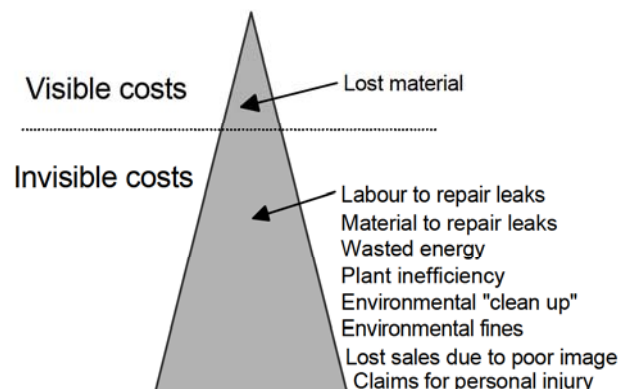 Visible costs
Lost material
Invisible costs
Labour to repair leaks
Material to repair leaks
Wasted energy
Plant inefficiency
Environmental "clean up"
Environmental fines
Lost sales due to poor image
Claims for personal injury